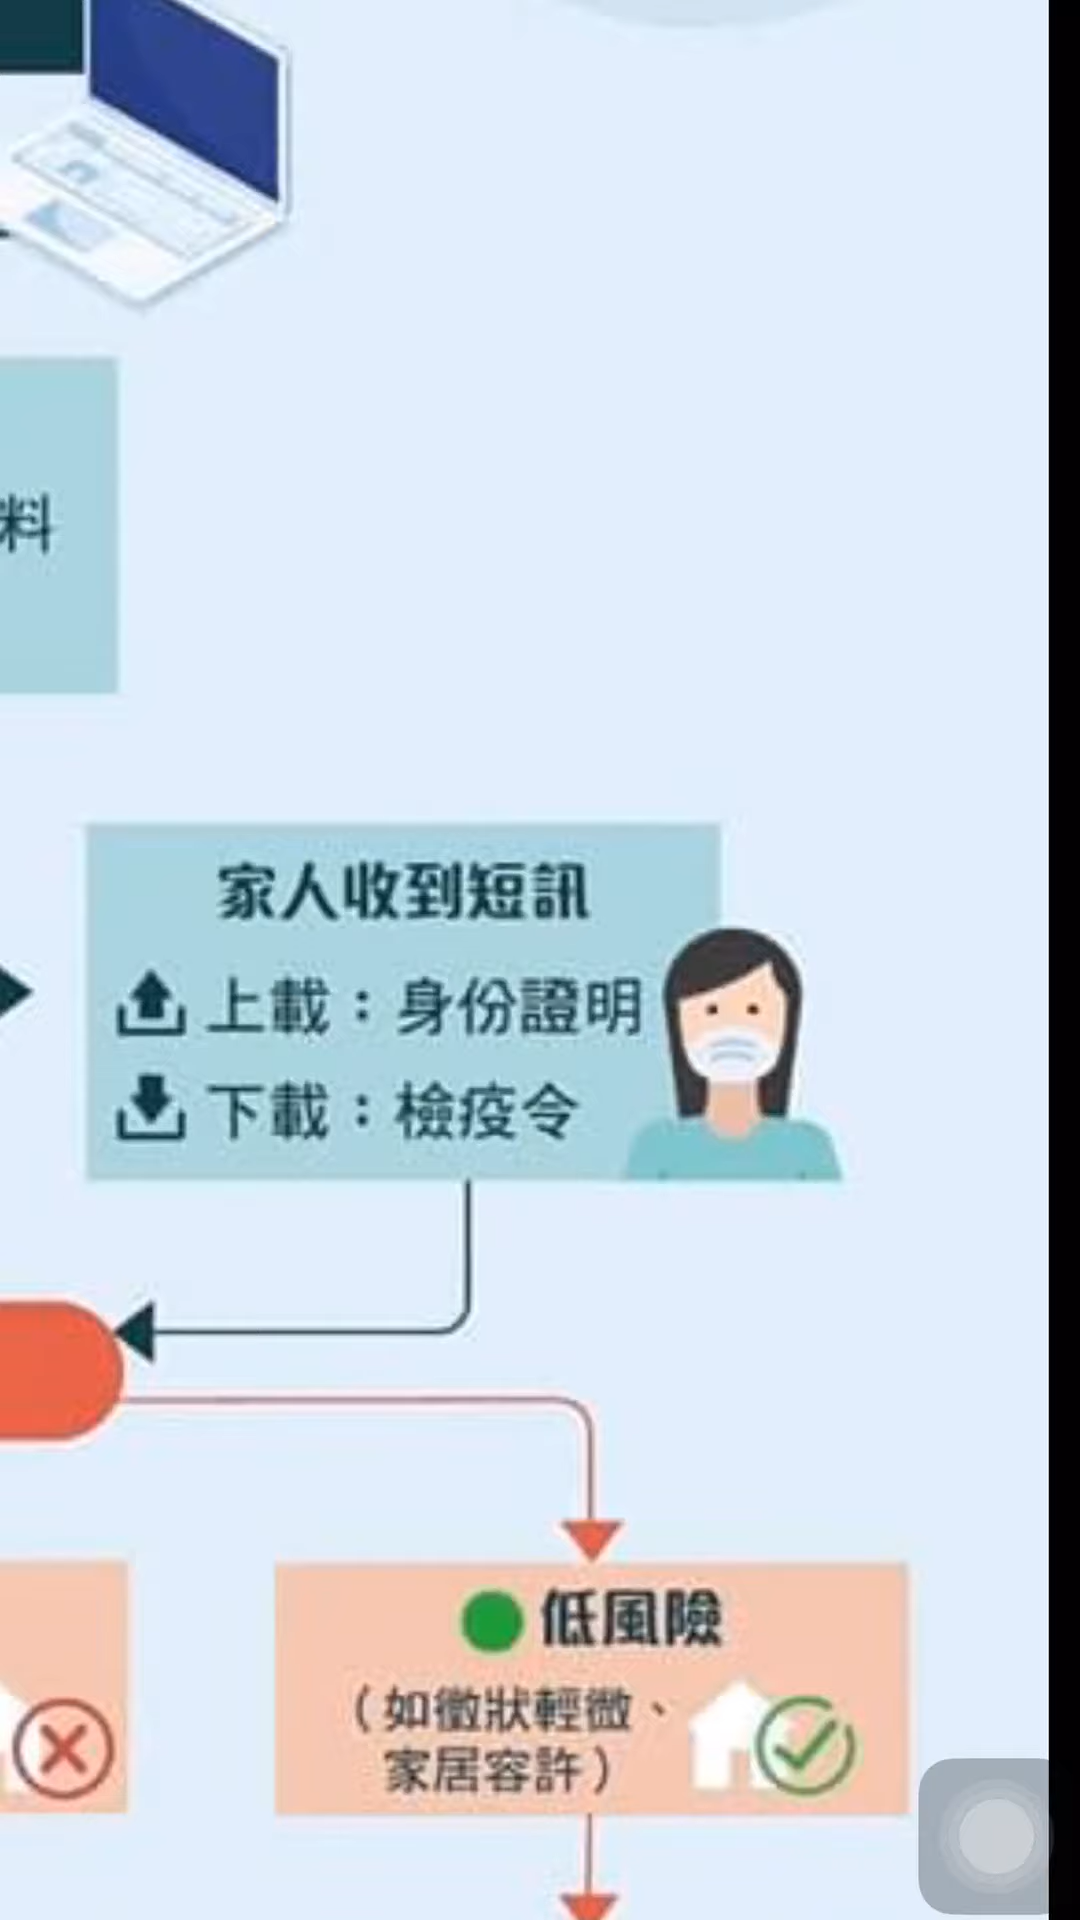 料
家人收到短訊
上載：身份證明
下載：檢疫令
低風險
（如徵狀輕微、
家居容許）